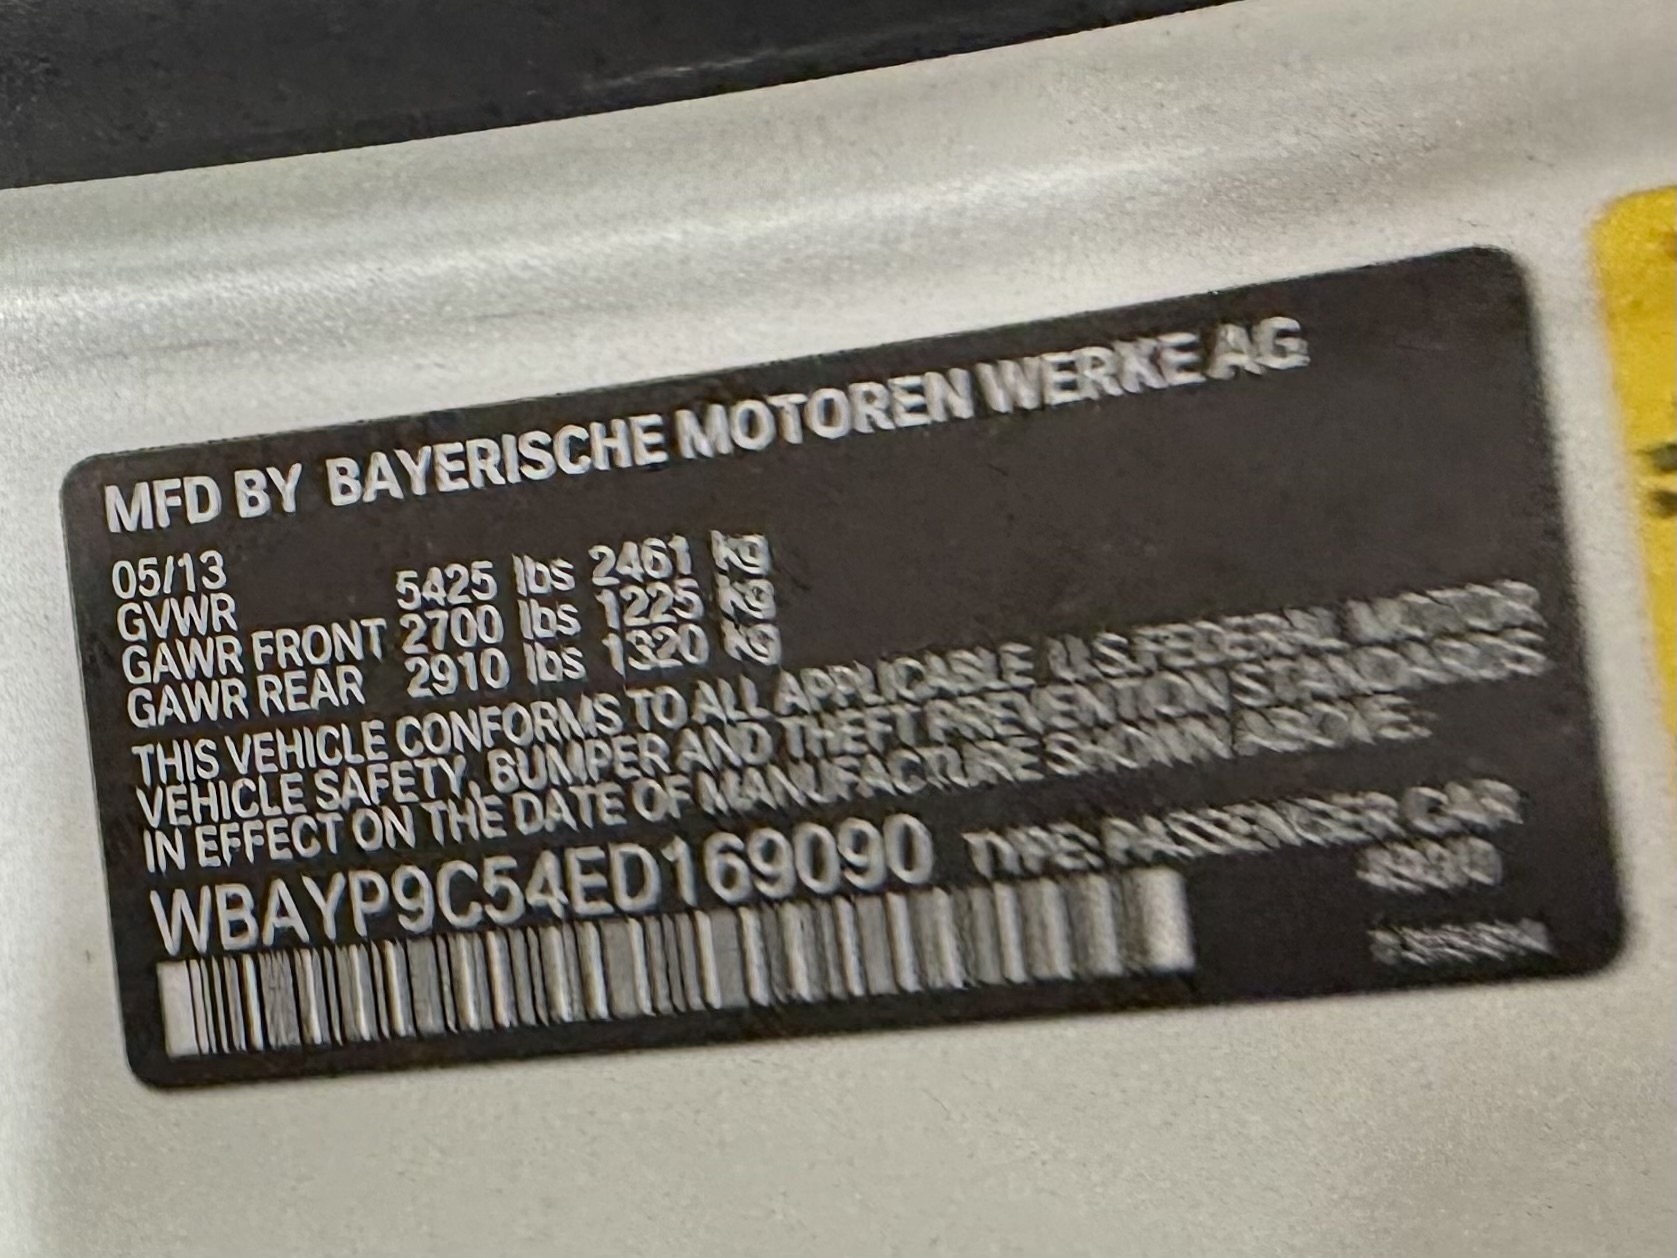 MFD BY BAYERISCHE MOTOREN WERKE AG
05/13
GVWR 5425 lbs 2461 kg
GAWR FRONT 2700 lbs 1225 kg
GAWR REAR 2910 lbs 1320 kg
THIS VEHICLE CONFORMS TO ALL APPLICABLE U.S.FEDERAL MOTOR
VEHICLE SAFETY, BUMPER AND THEFT PREVENTION STANDARDS
IN EFFECT ON THE DATE OF MANUFACTURE SHOWN ABOVE.
WBAYP9C54ED169090 TYPE: PASSENGER CAR